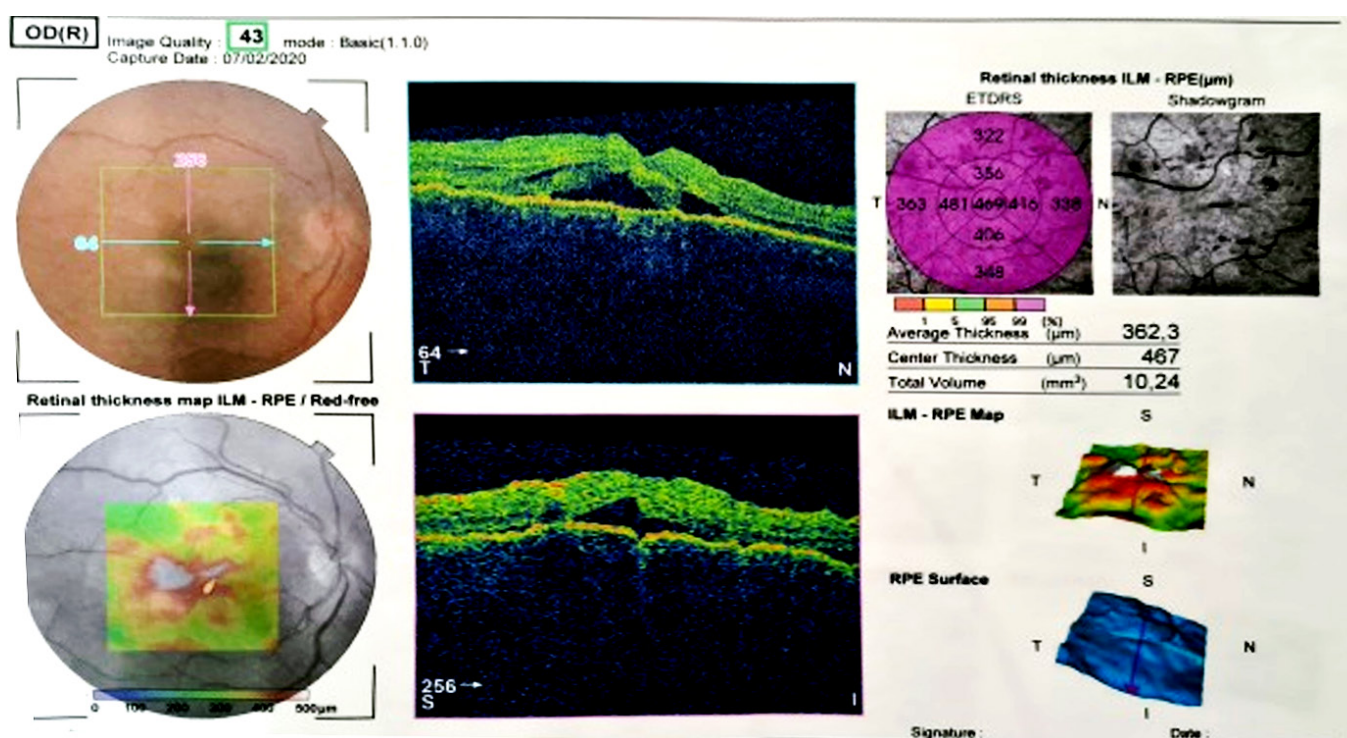 OD(R)
Image Quality : 43 mode : Basic(1.1.0)
Capture Date : 07/02/2020
64
64
T
N
Retinal thickness ILM - RPE(µm)
ETDRS
Shadowgram
322
356
T 363 481 469 416 338 N
406
348
1 5 95 99 (%)
Average Thickness (µm) 362,3
Center Thickness (µm) 467
Total Volume (mm³) 10,24
Retinal thickness map ILM - RPE / Red-free
0 100 200 300 400 500µm
256
S
I
ILM - RPE Map
S
T
N
I
RPE Surface
S
T
N
I
Signature :
Date :